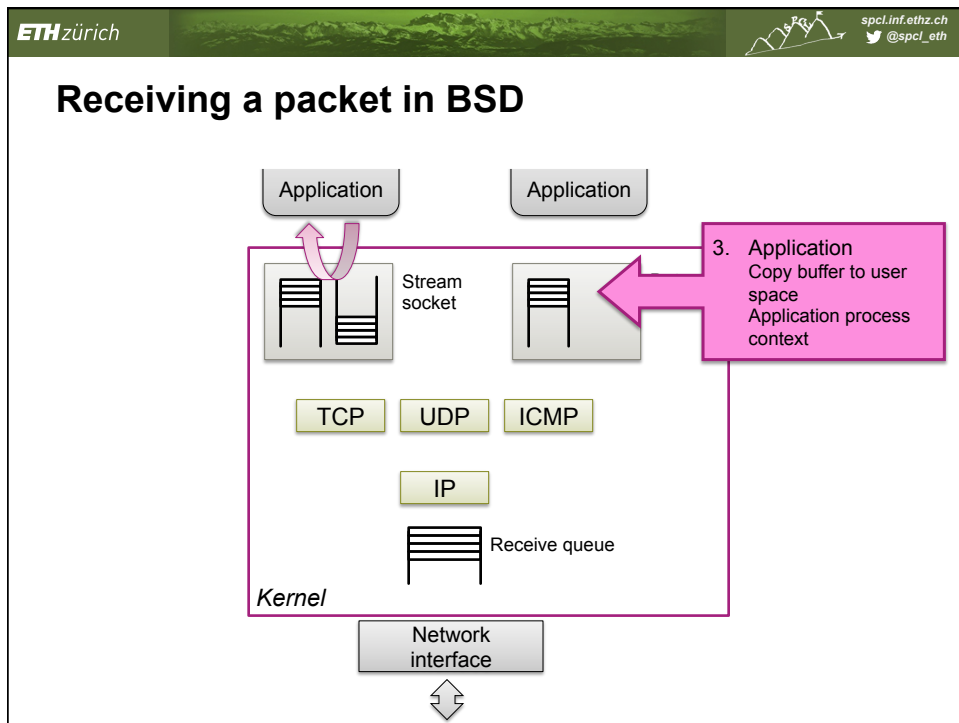 ETH zürich
spcl.inf.ethz.ch
@spcl_eth
Receiving a packet in BSD
Application
Application
Stream
socket
3. Application
Copy buffer to user
space
Application process
context
TCP
UDP
ICMP
IP
Receive queue
Kernel
Network
interface